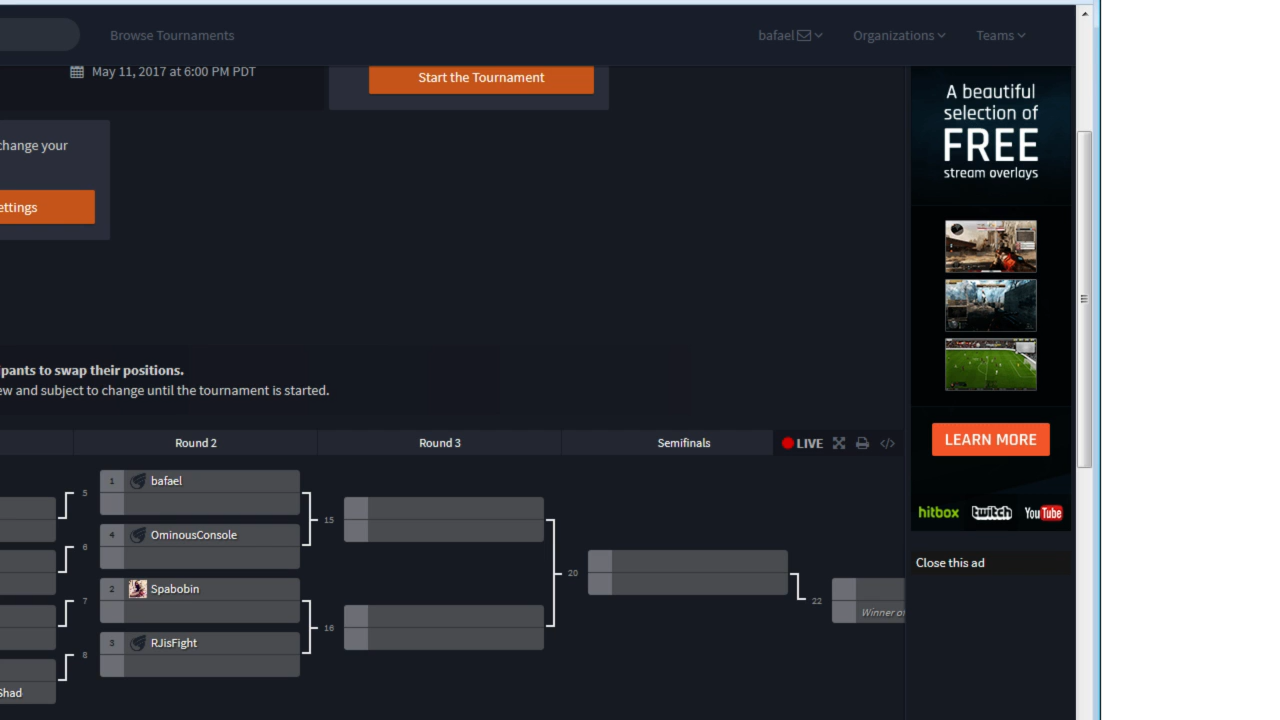 Browse Tournaments
bafael
Organizations
Teams
May 11, 2017 at 6:00 PM PDT
Start the Tournament
change your
ettings
A beautiful
selection of
FREE
stream overlays
LEARN MORE
hitbox twitch YouTube
Close this ad
pants to swap their positions.
ew and subject to change until the tournament is started.
Round 2
Round 3
Semifinals
LIVE
</>
5
1 bafael
15
6
4 OminousConsole
20
7
2 Spabobin
22
Winner of
16
8
3 RJisFight
Shad